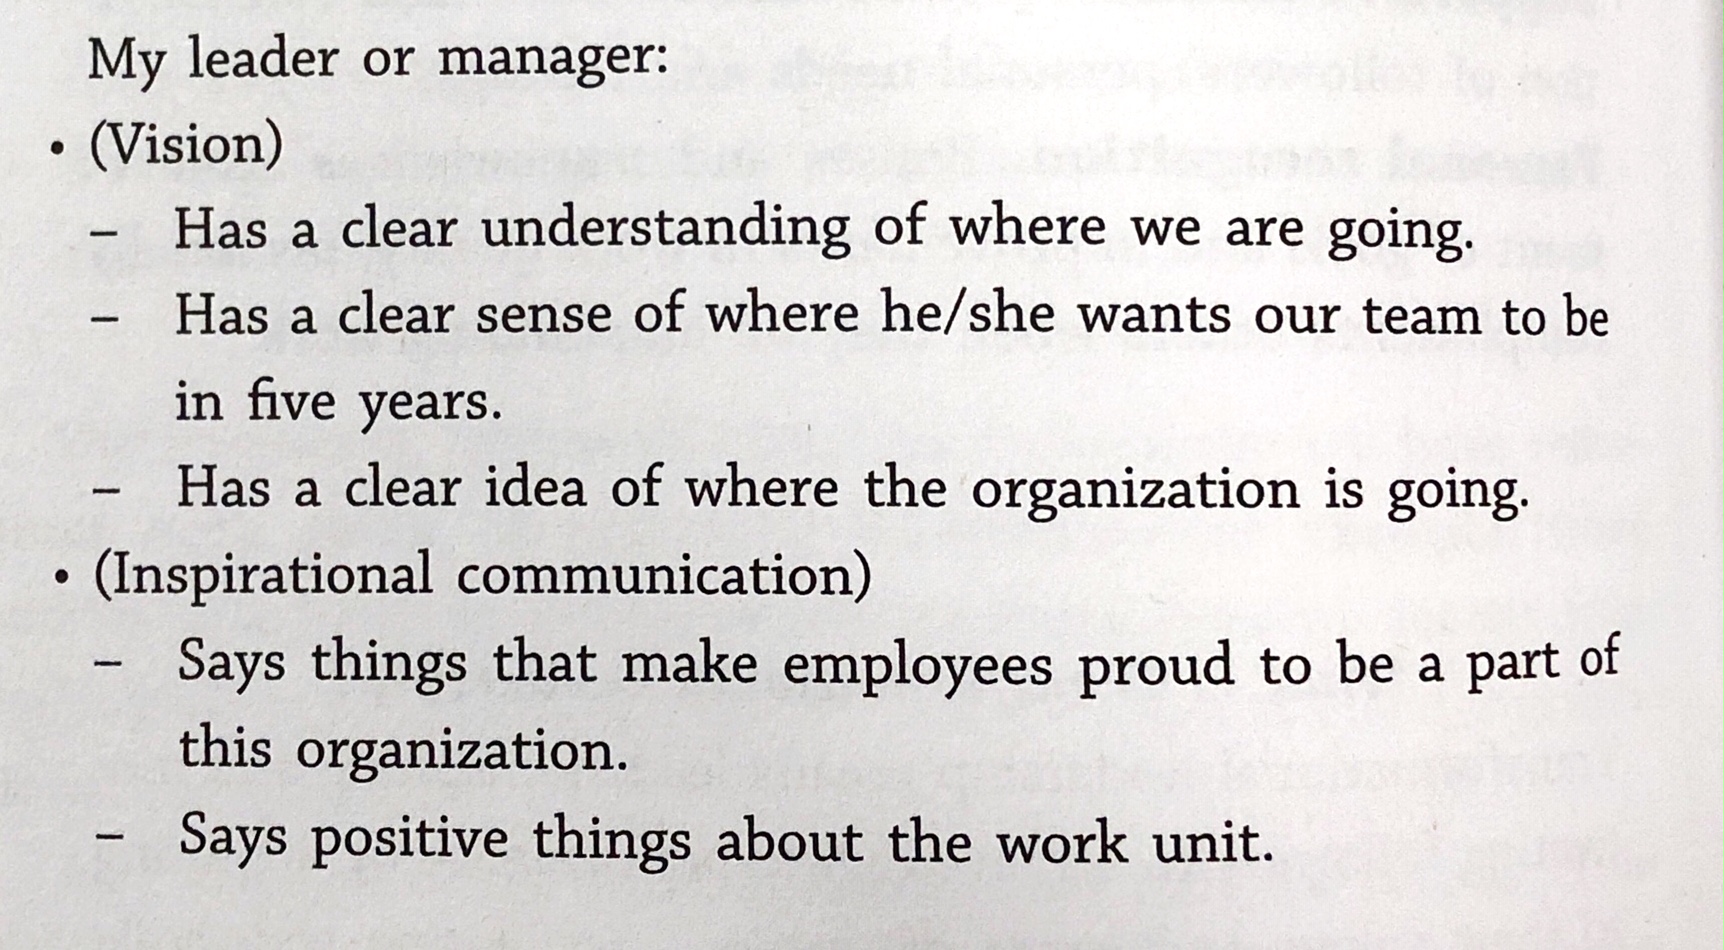 My leader or manager:
• (Vision)
– Has a clear understanding of where we are going.
– Has a clear sense of where he/she wants our team to be
in five years.
– Has a clear idea of where the organization is going.
• (Inspirational communication)
– Says things that make employees proud to be a part of
this organization.
– Says positive things about the work unit.